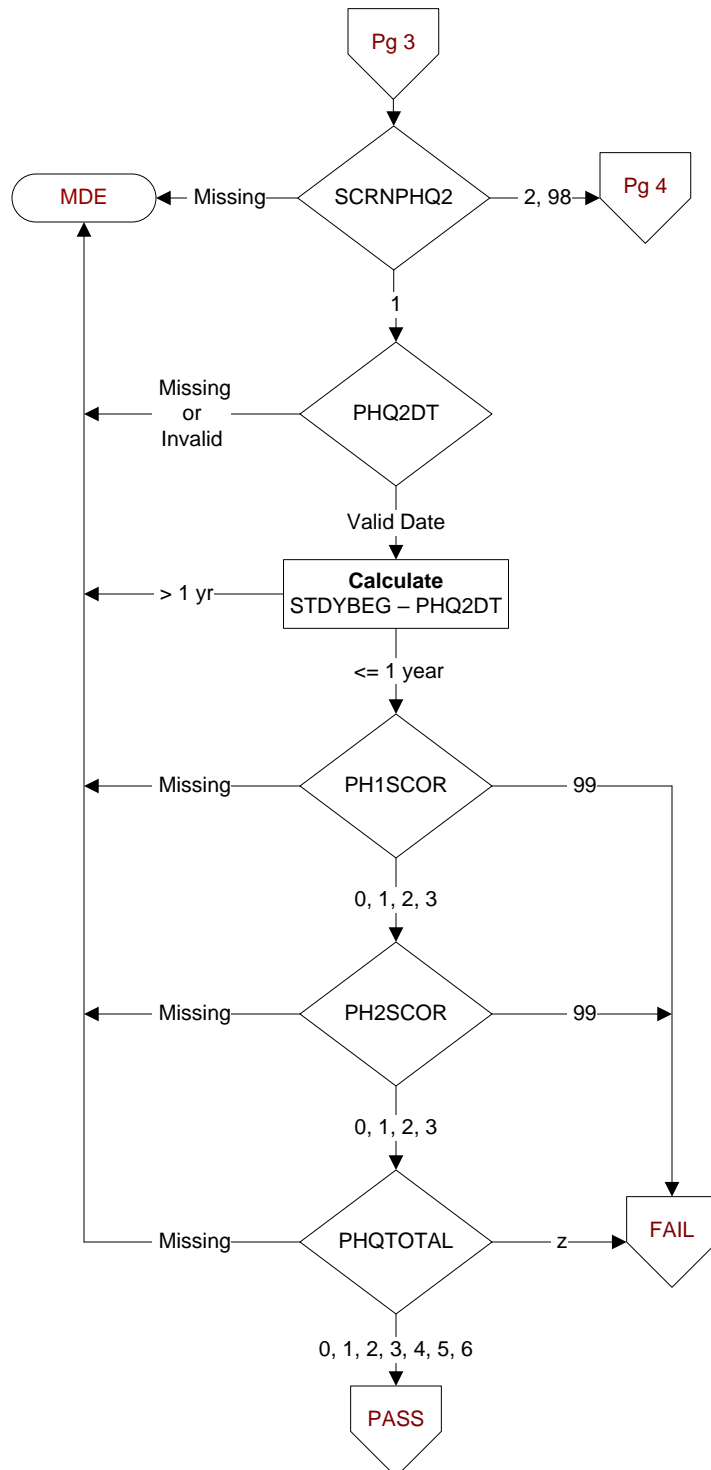 Pg 3
MDE
Missing
SCRNPHQ2
2, 98
Pg 4
1
Missing
or
Invalid
PHQ2DT
Valid Date
Calculate
STDYBEG – PHQ2DT
> 1 yr
<= 1 year
Missing
PH1SCOR
99
0, 1, 2, 3
Missing
PH2SCOR
99
0, 1, 2, 3
Missing
PHQTOTAL
z
FAIL
0, 1, 2, 3, 4, 5, 6
PASS